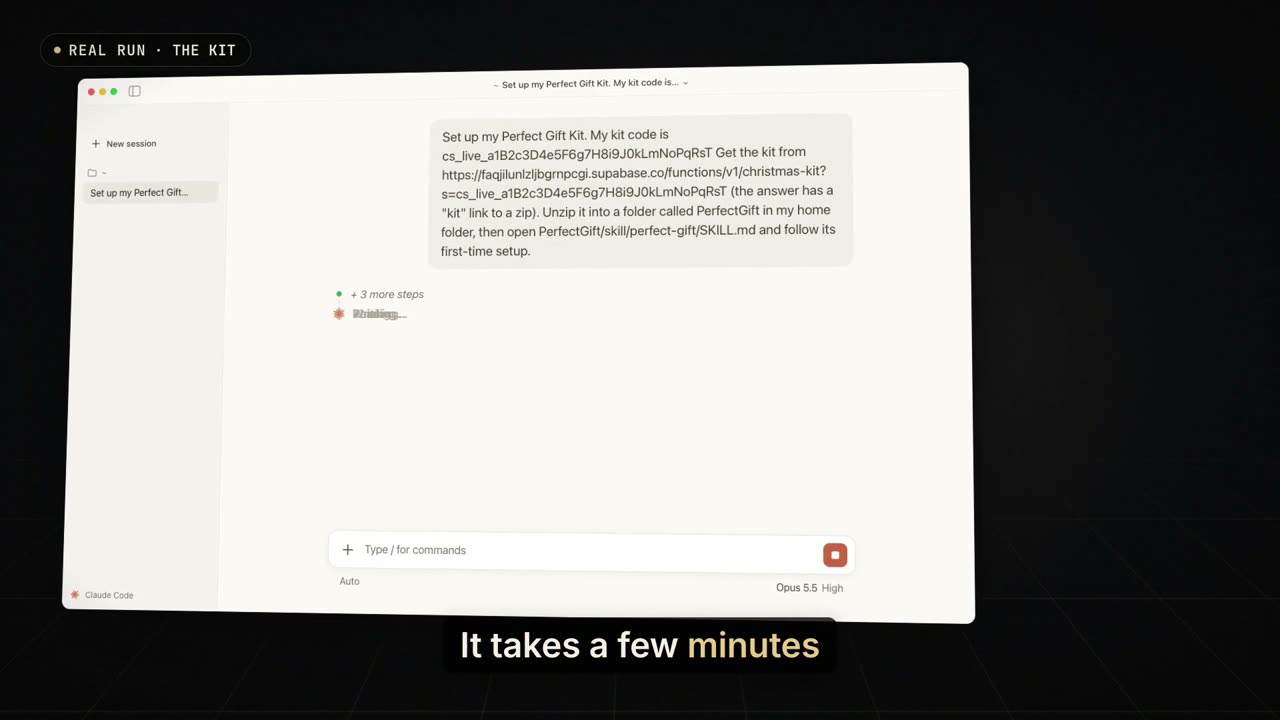 REAL RUN · THE KIT
~ Set up my Perfect Gift Kit. My kit code is...
New session
~
Set up my Perfect Gift...
Set up my Perfect Gift Kit. My kit code is
cs_live_a1B2c3D4e5F6g7H8i9J0kLmNoPqRsT Get the kit from
https://faqjilunlzljbgrnpcgi.supabase.co/functions/v1/christmas-kit?
s=cs_live_a1B2c3D4e5F6g7H8i9J0kLmNoPqRsT (the answer has a
"kit" link to a zip). Unzip it into a folder called PerfectGift in my home
folder, then open PerfectGift/skill/perfect-gift/SKILL.md and follow its
first-time setup.
+ 3 more steps
Type / for commands
Auto
Opus 5.5 High
Claude Code
It takes a few minutes